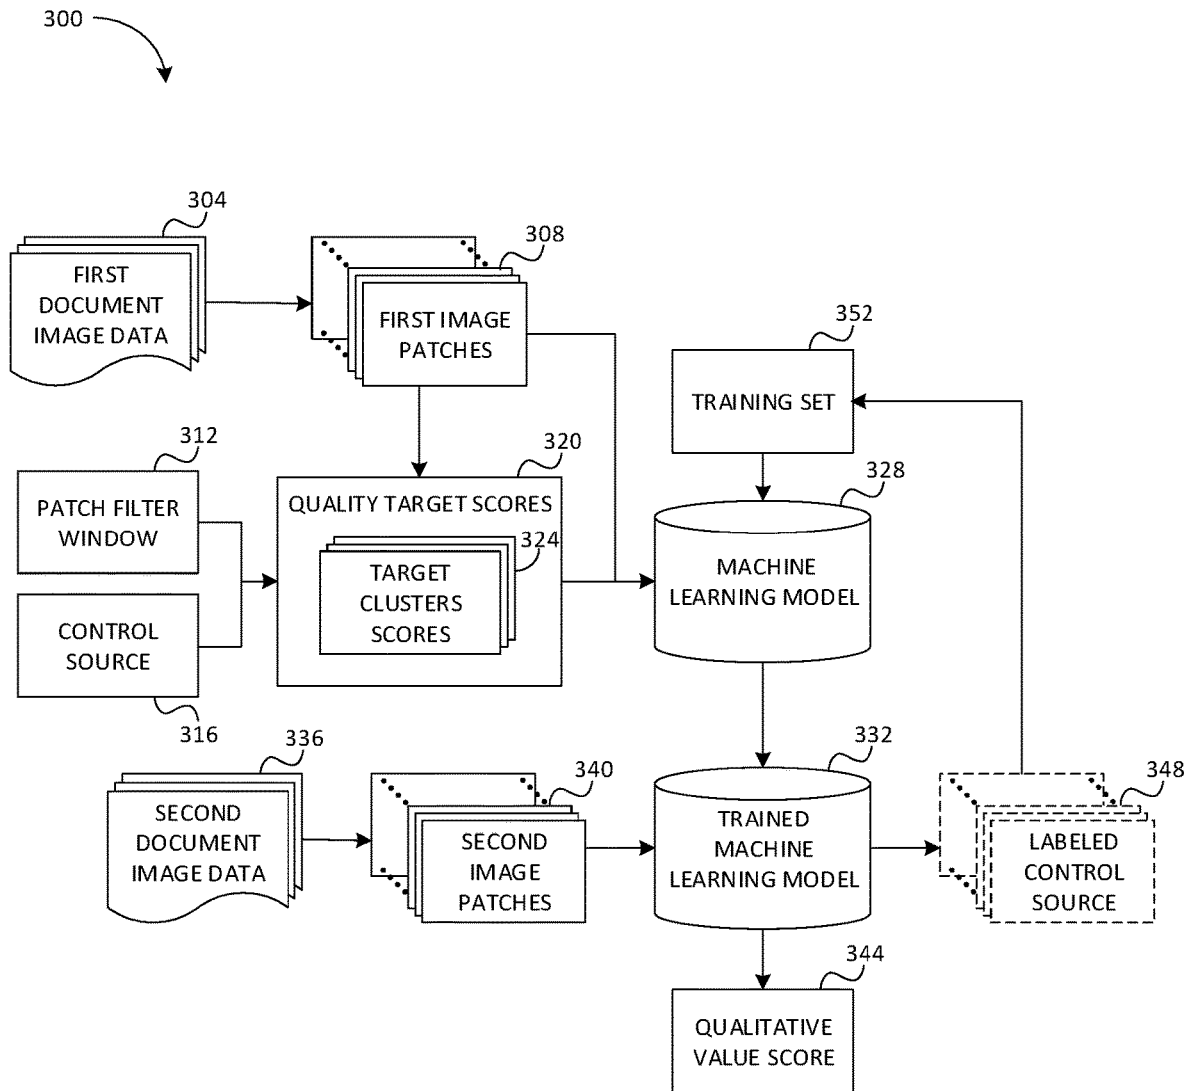 300
304
FIRST
DOCUMENT
IMAGE DATA
308
FIRST IMAGE
PATCHES
352
TRAINING SET
312
PATCH FILTER
WINDOW
320
QUALITY TARGET SCORES
324
TARGET
CLUSTERS
SCORES
328
MACHINE
LEARNING MODEL
CONTROL
SOURCE
316
336
SECOND
DOCUMENT
IMAGE DATA
340
SECOND
IMAGE
PATCHES
332
TRAINED
MACHINE
LEARNING MODEL
348
LABELED
CONTROL
SOURCE
344
QUALITATIVE
VALUE SCORE